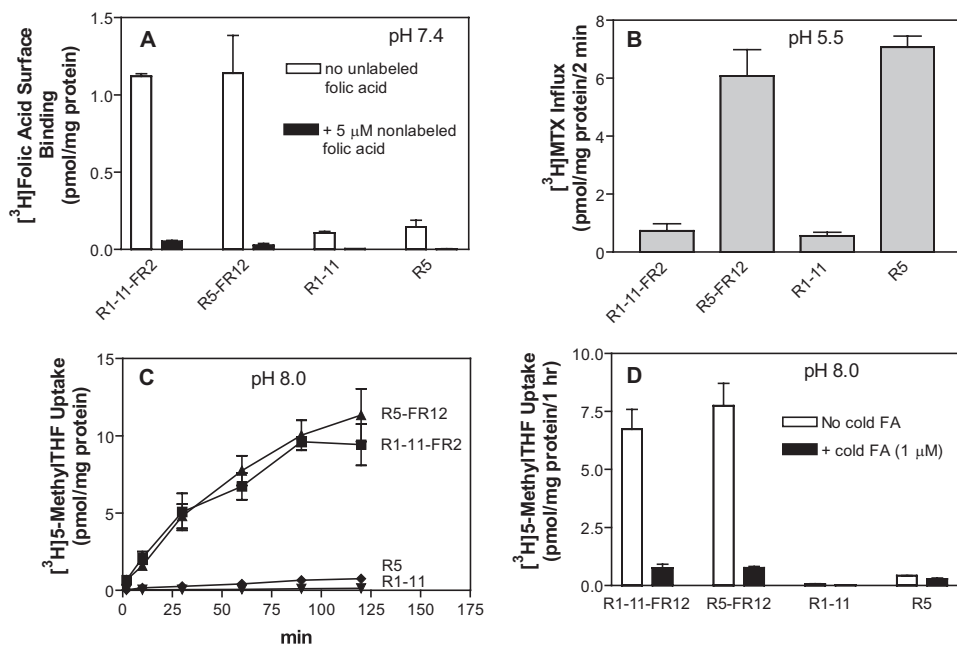 A
pH 7.4
[³H]Folic Acid Surface
Binding
(pmol/mg protein)
1.5
1.0
0.5
0.0
no unlabeled
folic acid
+ 5 μM nonlabeled
folic acid
R1-11-FR2
R5-FR12
R1-11
R5
B
pH 5.5
[³H]MTX Influx
(pmol/mg protein/2 min)
8
6
4
2
0
R1-11-FR2
R5-FR12
R1-11
R5
C
pH 8.0
[³H]5-MethylTHF Uptake
(pmol/mg protein)
15
10
5
0
R5-FR12
R1-11-FR2
R5
R1-11
0 25 50 75 100 125 150 175
min
D
pH 8.0
[³H]5-MethylTHF Uptake
(pmol/mg protein/1 hr)
10.0
7.5
5.0
2.5
0.0
No cold FA
+ cold FA (1 μM)
R1-11-FR12 R5-FR12 R1-11 R5